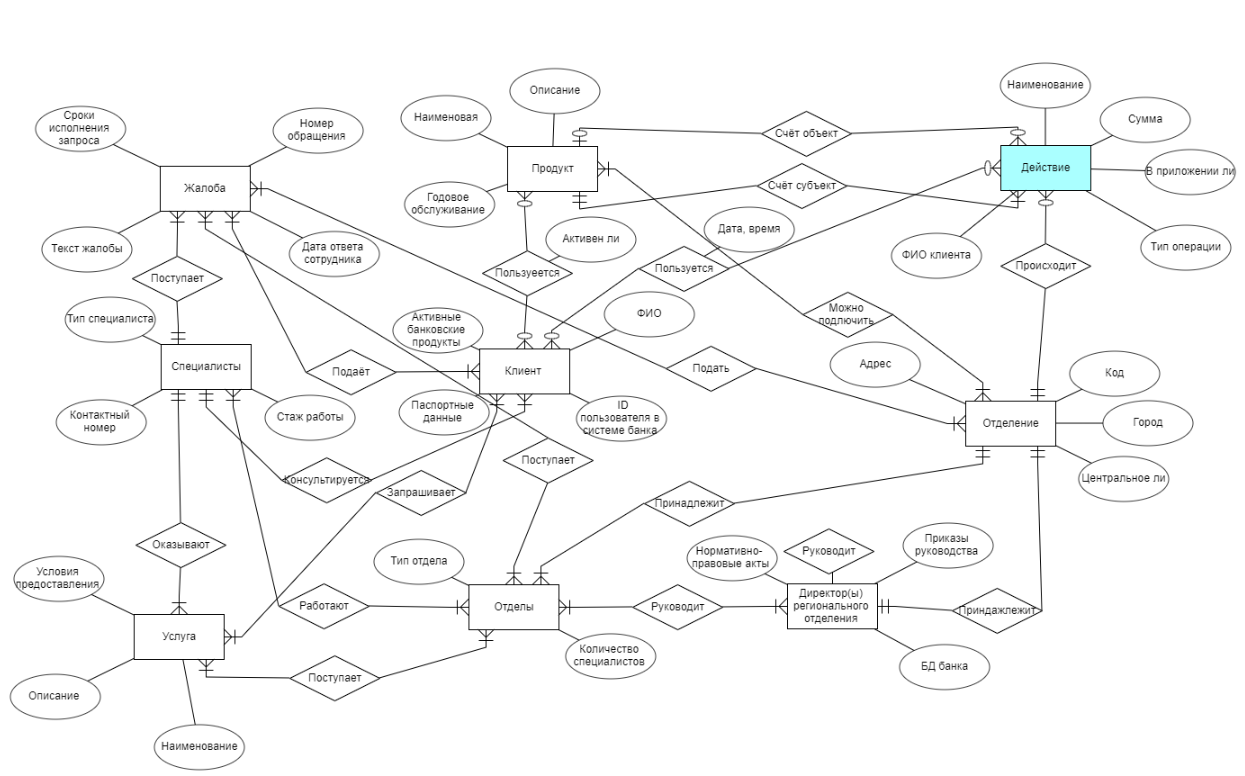 Описание
Наименование
Наименовая
Сроки
исполнения
запроса
Номер
обращения
Счёт объект
Сумма
Продукт
Действие
В приложении ли
Жалоба
Счёт субъект
Годовое
обслуживание
Активен ли
Дата, время
Текст жалобы
Дата ответа
сотрудника
ФИО клиента
Тип операции
Поступает
Пользуеется
Пользуется
Происходит
Тип специалиста
Активные
банковские
продукты
ФИО
Можно
подлючить
Специалисты
Подаёт
Клиент
Подать
Адрес
Код
Контактный
номер
Стаж работы
Паспортные
данные
ID
пользователя в
системе банка
Отделение
Город
Поступает
Консультируется
Запрашивает
Принадлежит
Центральное ли
Оказывают
Тип отдела
Нормативно-
правовые акты
Руководит
Приказы
руководства
Условия
предоставления
Работают
Отделы
Руководит
Директор(ы)
регионального
отделения
Приндажлежит
Услуга
Количество
специалистов
БД банка
Поступает
Описание
Наименование